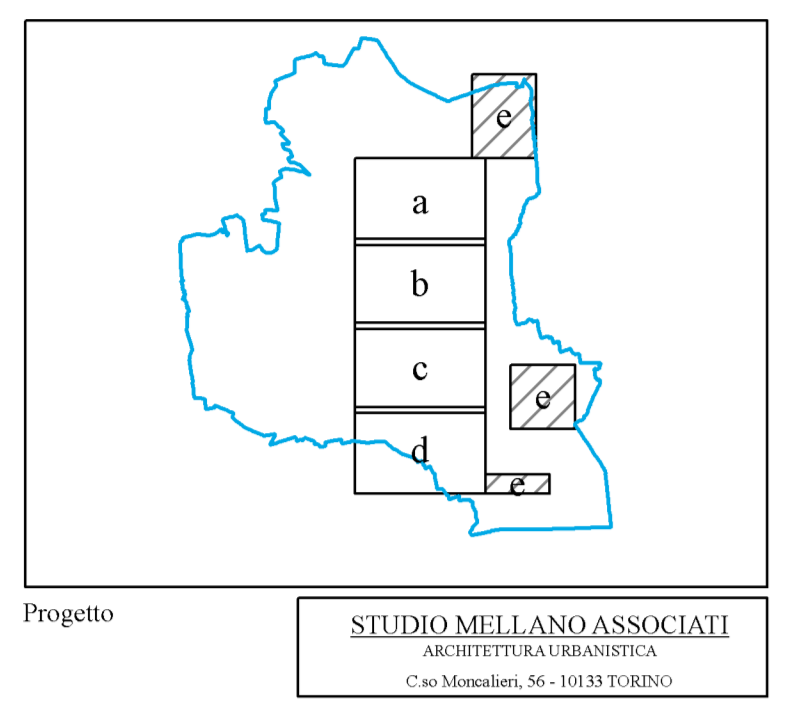 e
a
b
c
e
d
e
Progetto
STUDIO MELLANO ASSOCIATI
ARCHITETTURA URBANISTICA
C.so Moncalieri, 56 - 10133 TORINO